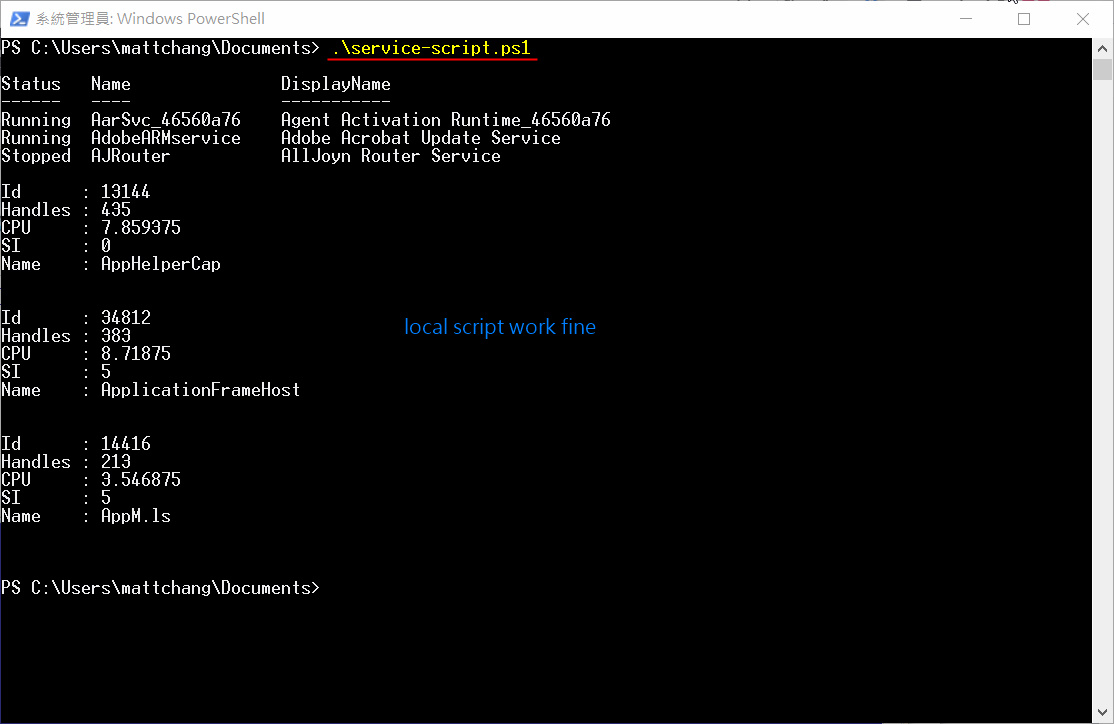 系統管理員: Windows PowerShell
PS C:\Users\mattchang\Documents> .\service-script.ps1
Status   Name               DisplayName
------   ----               -----------
Running  AarSvc_46560a76    Agent Activation Runtime_46560a76
Running  AdobeARMservice    Adobe Acrobat Update Service
Stopped  AJRouter           AllJoyn Router Service
Id      : 13144
Handles : 435
CPU     : 7.859375
SI      : 0
Name    : AppHelperCap
Id      : 34812
Handles : 383
CPU     : 8.71875
SI      : 5
Name    : ApplicationFrameHost
local script work fine
Id      : 14416
Handles : 213
CPU     : 3.546875
SI      : 5
Name    : AppM.ls
PS C:\Users\mattchang\Documents>